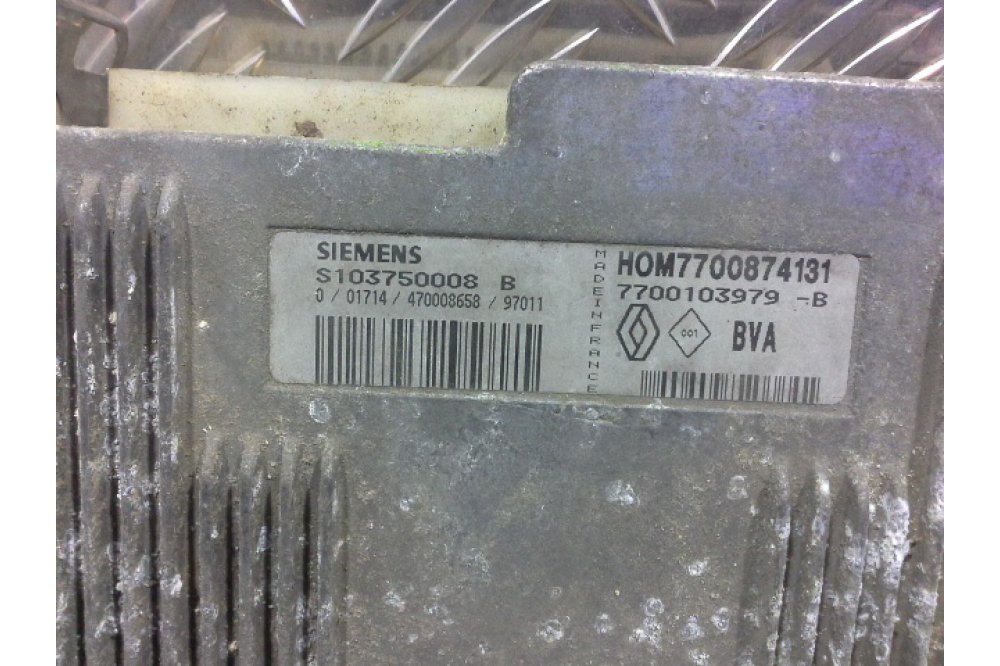 SIEMENS
S103750008 B
0 / 01714 / 470008658 / 97011
MADE IN FRANCE
HOM7700874131
7700103979 -B
001
BVA